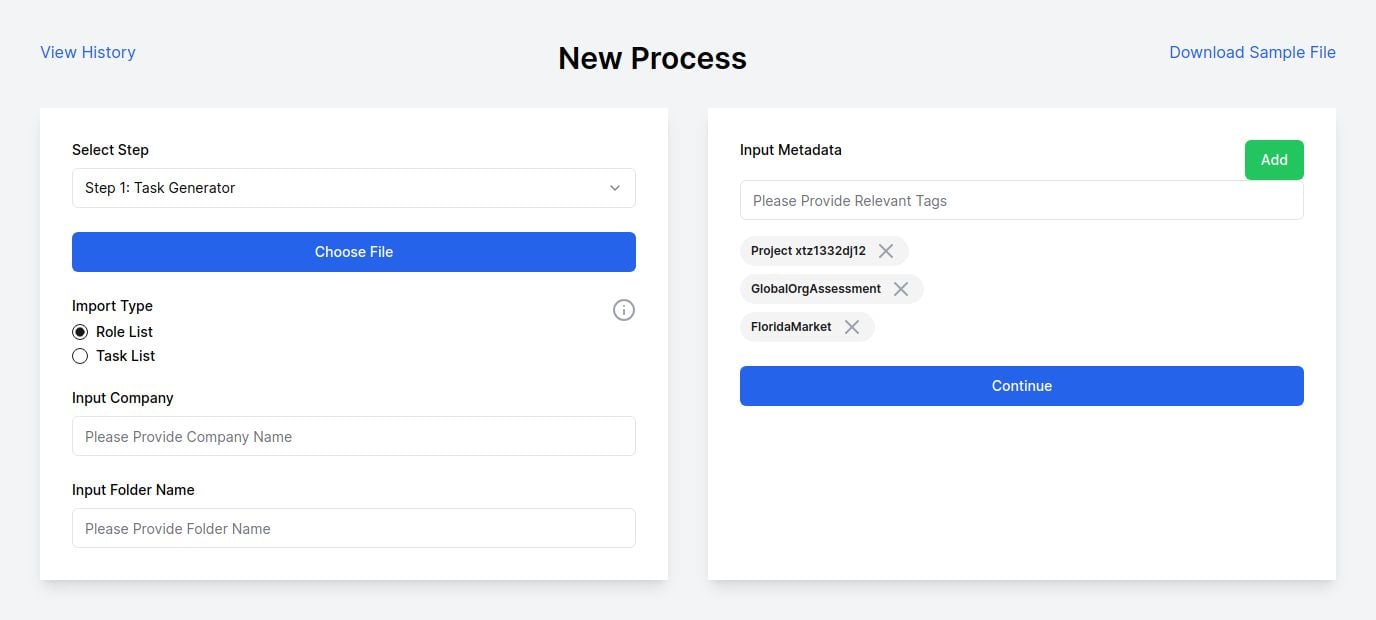 View History
New Process
Download Sample File
Select Step
Step 1: Task Generator
Choose File
Import Type
Role List
Task List
Input Company
Please Provide Company Name
Input Folder Name
Please Provide Folder Name
Input Metadata
Add
Please Provide Relevant Tags
Project xtz1332dj12
GlobalOrgAssessment
FloridaMarket
Continue